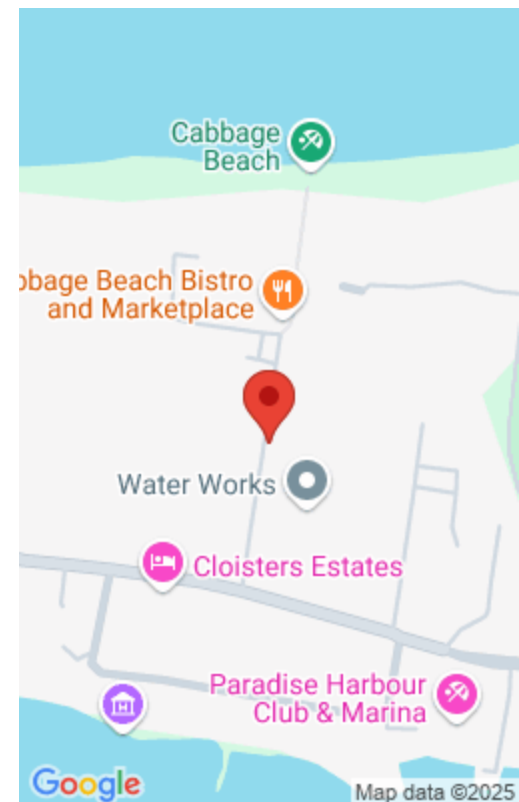 Cabbage
Beach
bbage Beach Bistro
and Marketplace
Water Works
Cloisters Estates
Paradise Harbour
Club & Marina
Google
Map data ©2025